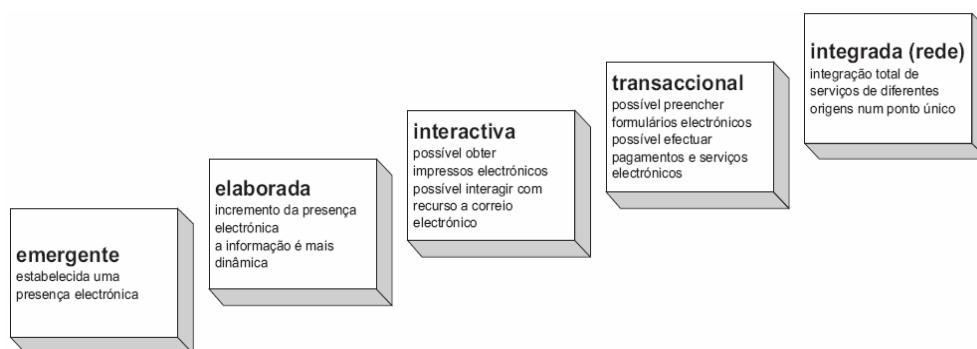 emergente
estabelecida uma
presença electrónica
elaborada
incremento da presença
electrónica
a informação é mais
dinâmica
interactiva
possível obter
impressos electrónicos
possível interagir com
recurso a correio
electrónico
transaccional
possível preencher
formulários electrónicos
possível efectuar
pagamentos e serviços
electrónicos
integrada (rede)
integração total de
serviços de diferentes
origens num ponto único